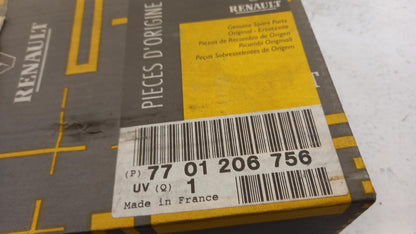 RENAULT
PIECES D'ORIGINE
RENAULT
Genuine Spare Parts
Original - Ersatzteile
Piezas de Recambio de Origen
Ricambi Originali
Peças Sobresselentes de Origem
(P) 77 01 206 756
UV (Q) 1
Made in France
RENAULT